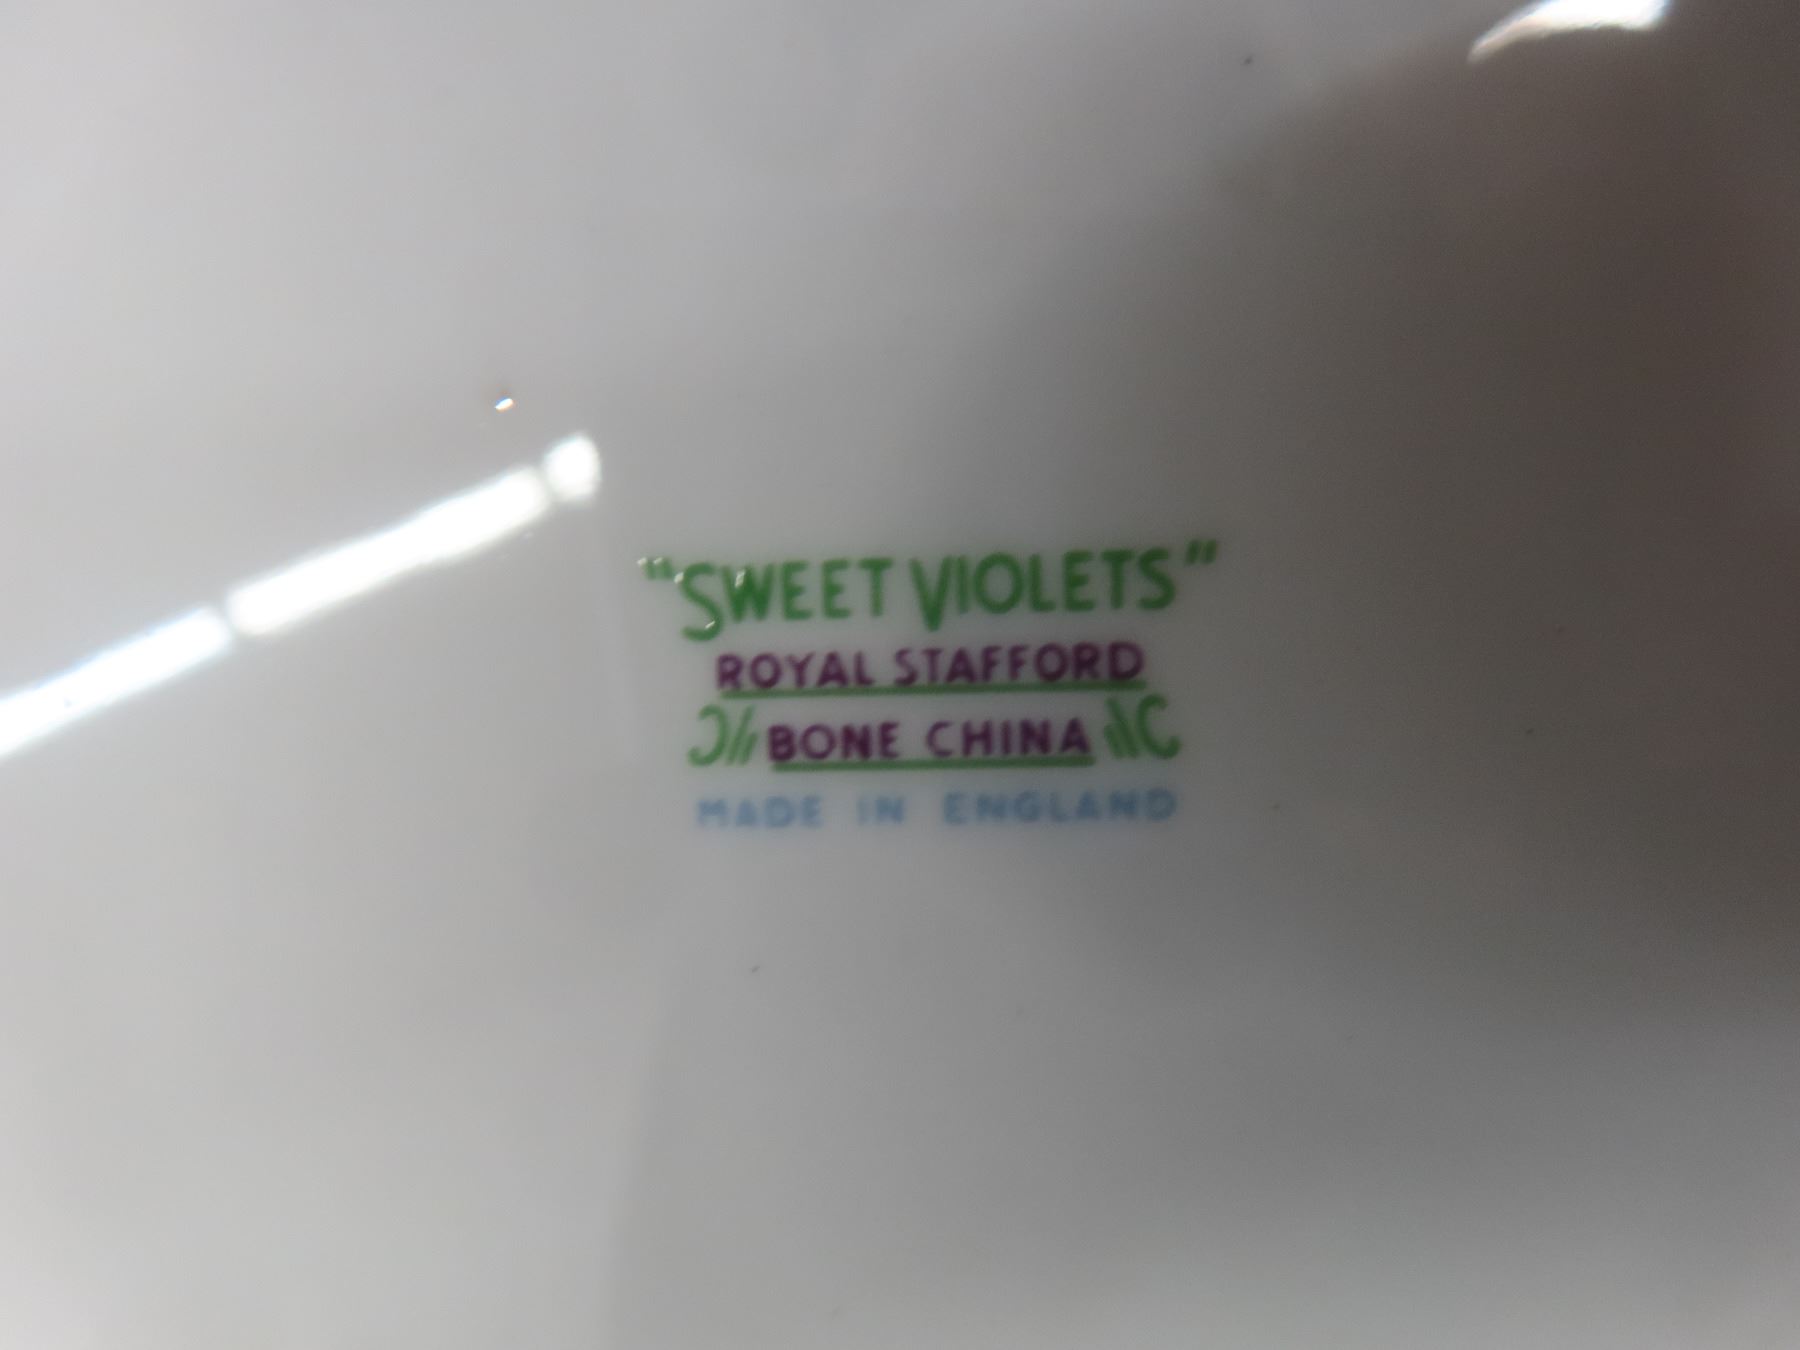 "SWEET VIOLETS"
ROYAL STAFFORD
BONE CHINA
MADE IN ENGLAND